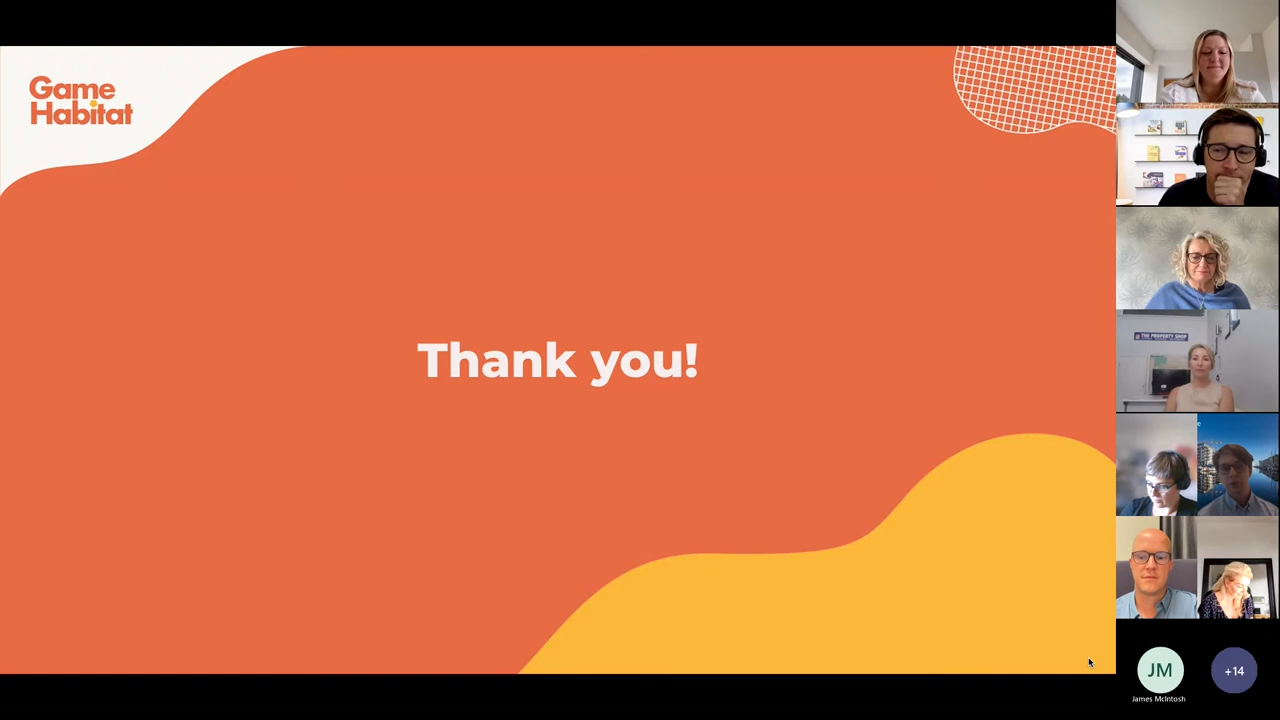 Game
Habitat
Thank you!
THE PROPERTY SHOP
e
JM
+14
James McIntosh